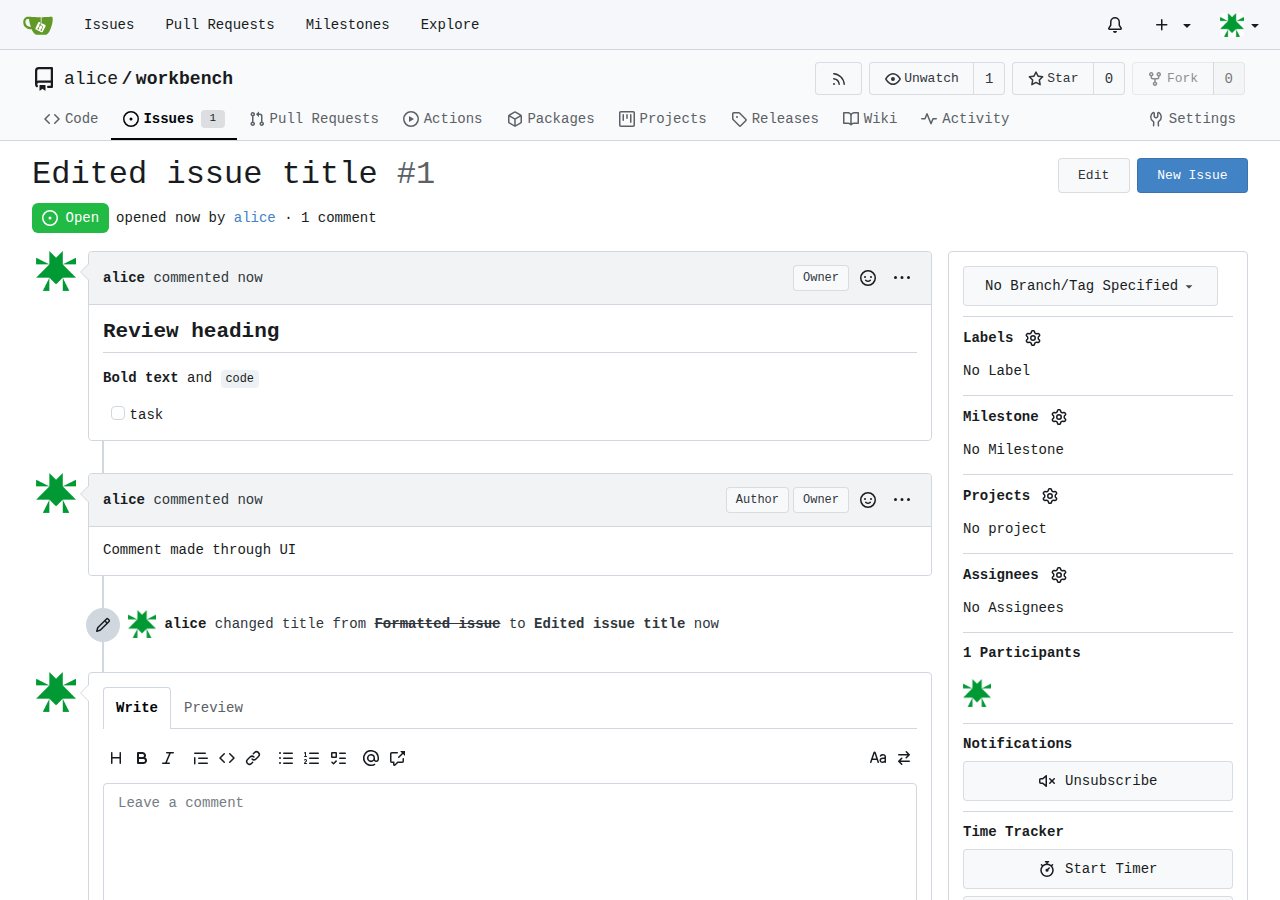 Issues Pull Requests Milestones Explore
alice/workbench
Unwatch 1 Star 0 Fork 0
Code Issues 1 Pull Requests Actions Packages Projects Releases Wiki Activity Settings
Edited issue title #1
Edit New Issue
Open opened now by alice · 1 comment
alice commented now Owner
Review heading
Bold text and code
task
alice commented now Author Owner
Comment made through UI
alice changed title from Formatted issue to Edited issue title now
Write Preview
Leave a comment
No Branch/Tag Specified
Labels
No Label
Milestone
No Milestone
Projects
No project
Assignees
No Assignees
1 Participants
Notifications
Unsubscribe
Time Tracker
Start Timer